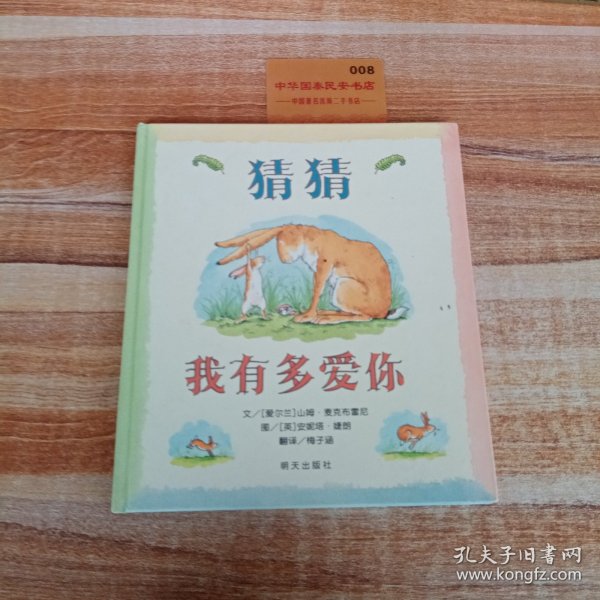 008
中华国泰民安书店
中国著名连锁二手书店
猜猜
我有多爱你
文／[爱尔兰]山姆·麦克布雷尼
图／[英]安妮塔·婕朗
翻译／梅子涵
明天出版社
孔夫子旧书网
www.kongfz.com